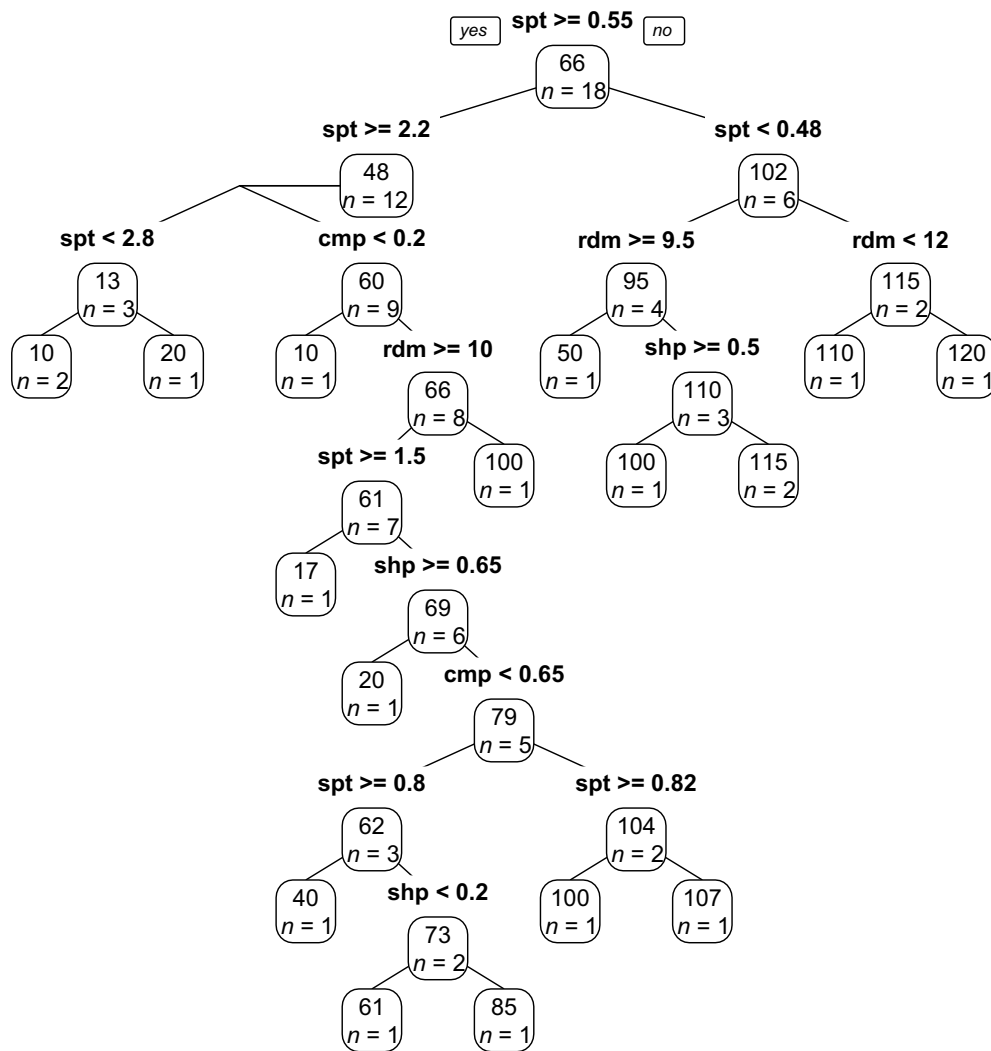 spt >= 0.55
yes no
66
n = 18
spt >= 2.2 spt < 0.48
48 102
n = 12 n = 6
spt < 2.8 cmp < 0.2 rdm >= 9.5 rdm < 12
13 60 95 115
n = 3 n = 9 n = 4 n = 2
10 20 10 rdm >= 10 50 shp >= 0.5 110 120
n = 2 n = 1 n = 1 n = 1 n = 1 n = 1
66 110
n = 8 n = 3
spt >= 1.5 100 100 115
n = 1 n = 1 n = 2
61
n = 7
17 shp >= 0.65
n = 1
69
n = 6
20 cmp < 0.65
n = 1
79
n = 5
spt >= 0.8 spt >= 0.82
62 104
n = 3 n = 2
40 shp < 0.2 100 107
n = 1 n = 1 n = 1
73
n = 2
61 85
n = 1 n = 1